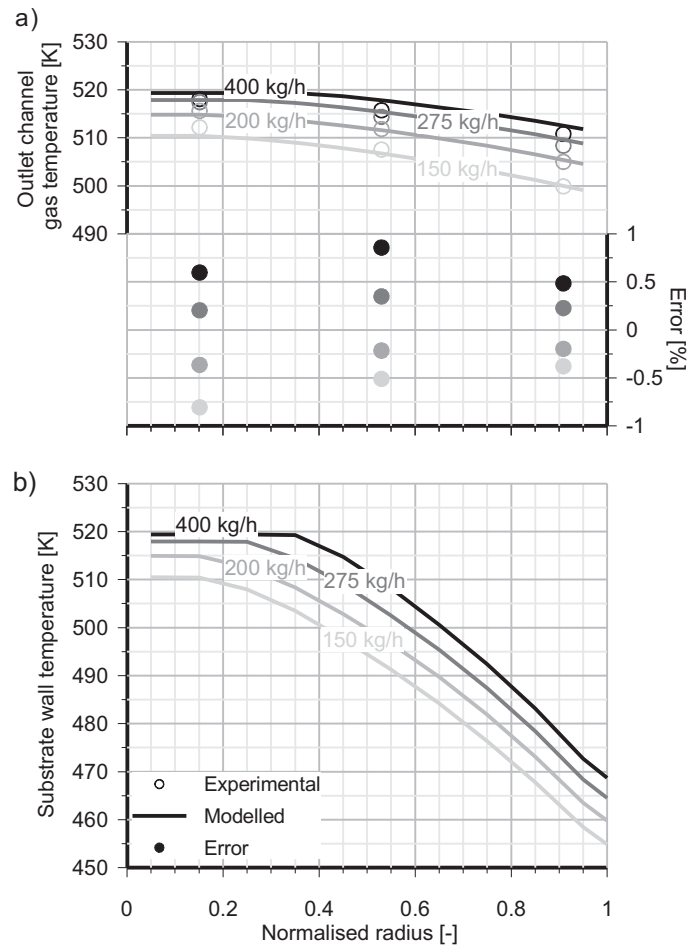 a)
530
520
510
500
490
Outlet channel
gas temperature [K]
400 kg/h
275 kg/h
200 kg/h
150 kg/h
1
0.5
0
-0.5
-1
Error [%]
b)
530
520
510
500
490
480
470
460
450
Substrate wall temperature [K]
400 kg/h
200 kg/h
275 kg/h
150 kg/h
Experimental
Modelled
Error
0
0.2
0.4
0.6
0.8
1
Normalised radius [-]